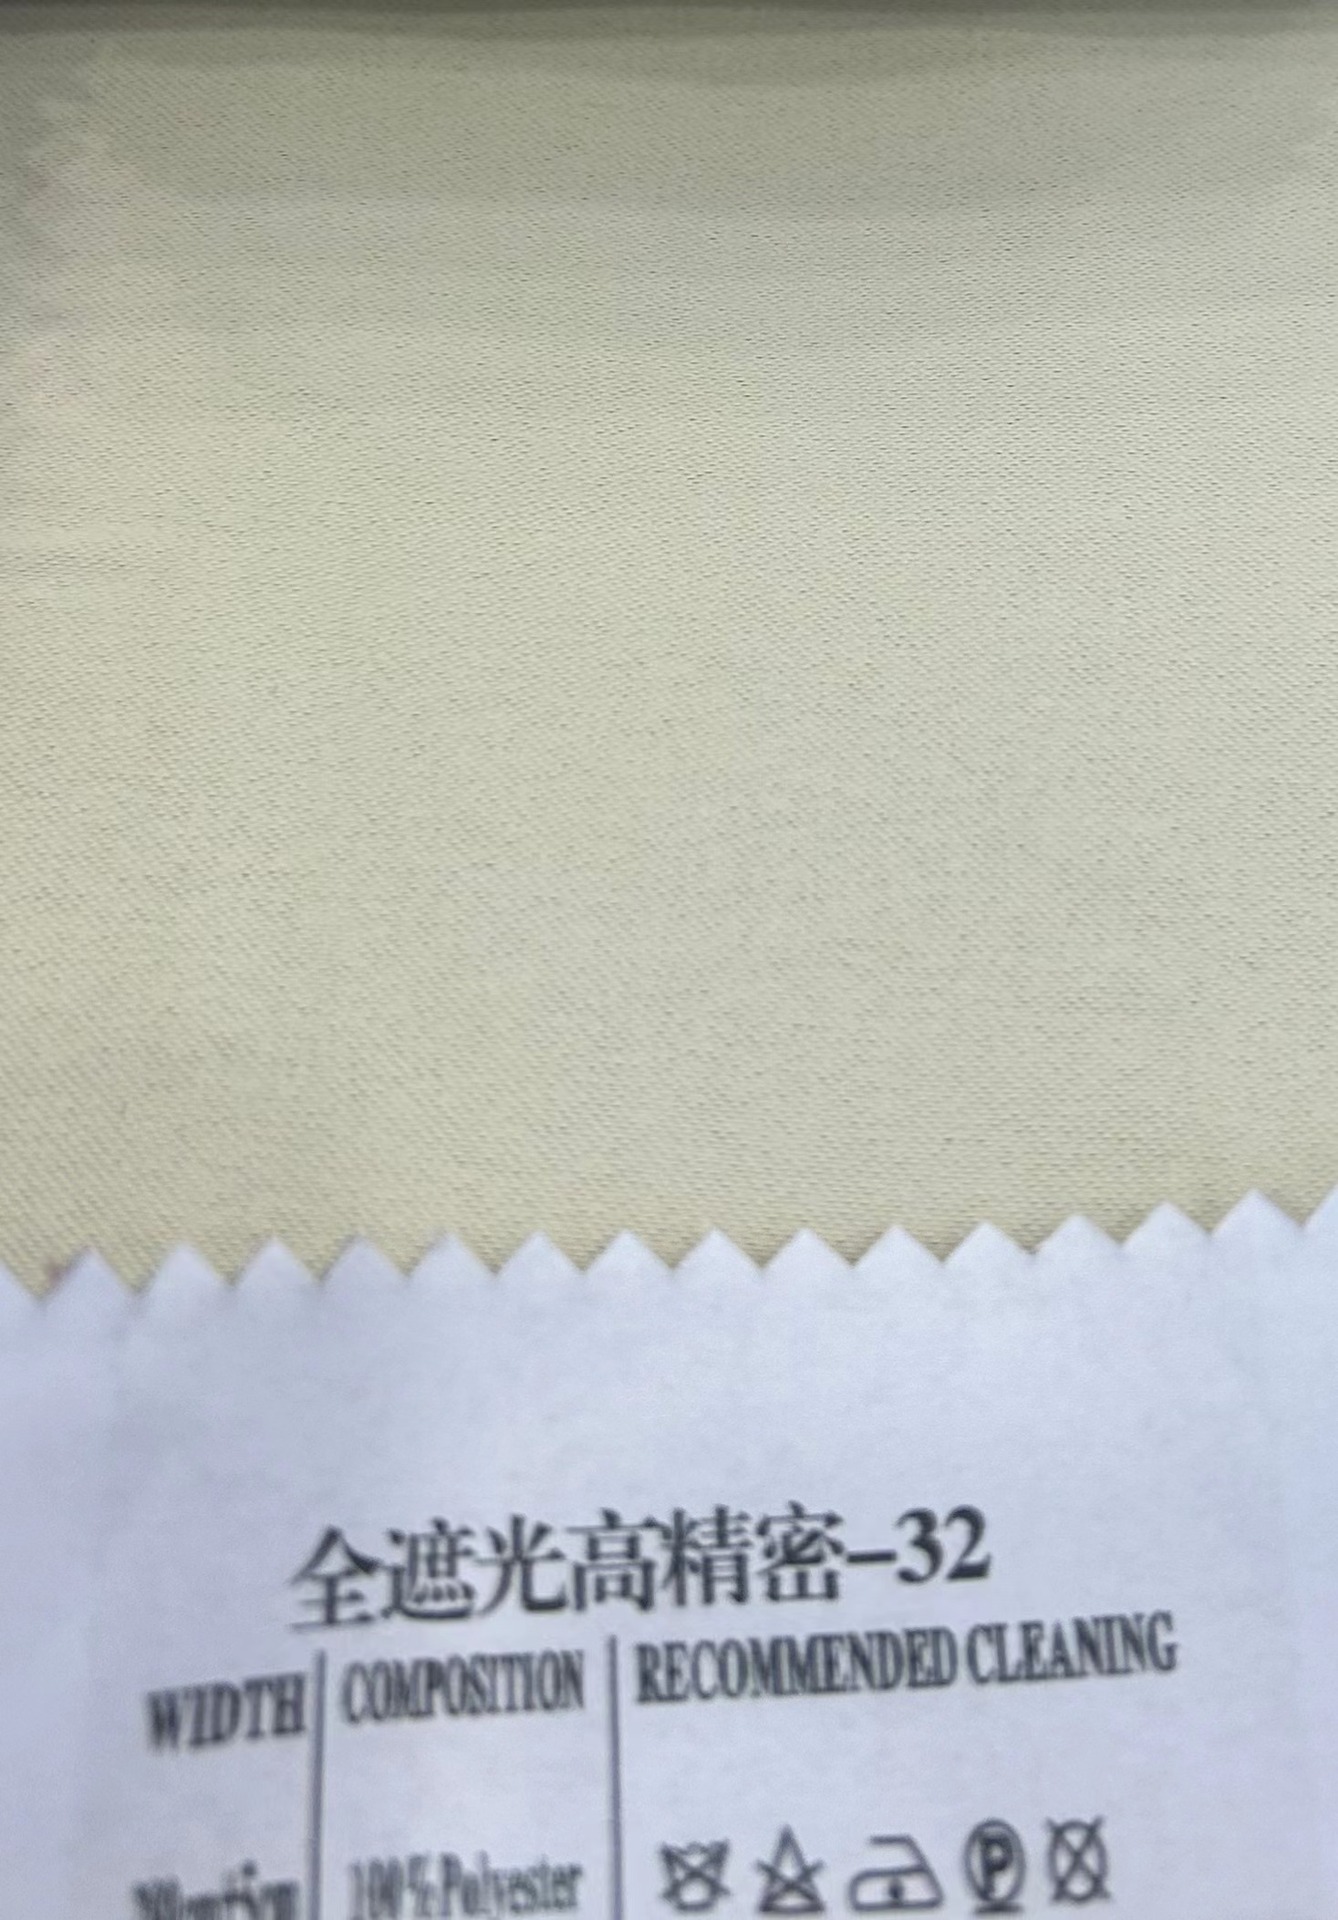 全遮光高精密-32
WIDTH COMPOSITION RECOMMENDED CLEANING
100% Polyester